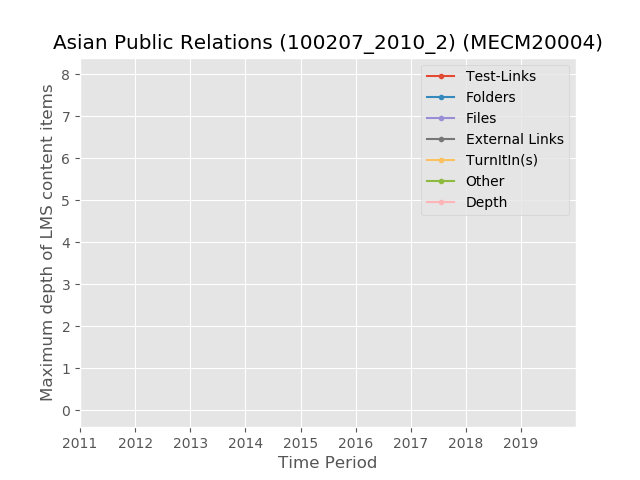 Asian Public Relations (100207_2010_2) (MECM20004)
Maximum depth of LMS content items
8
7
6
5
4
3
2
1
0
Test-Links
Folders
Files
External Links
TurnItIn(s)
Other
Depth
2011 2012 2013 2014 2015 2016 2017 2018 2019
Time Period